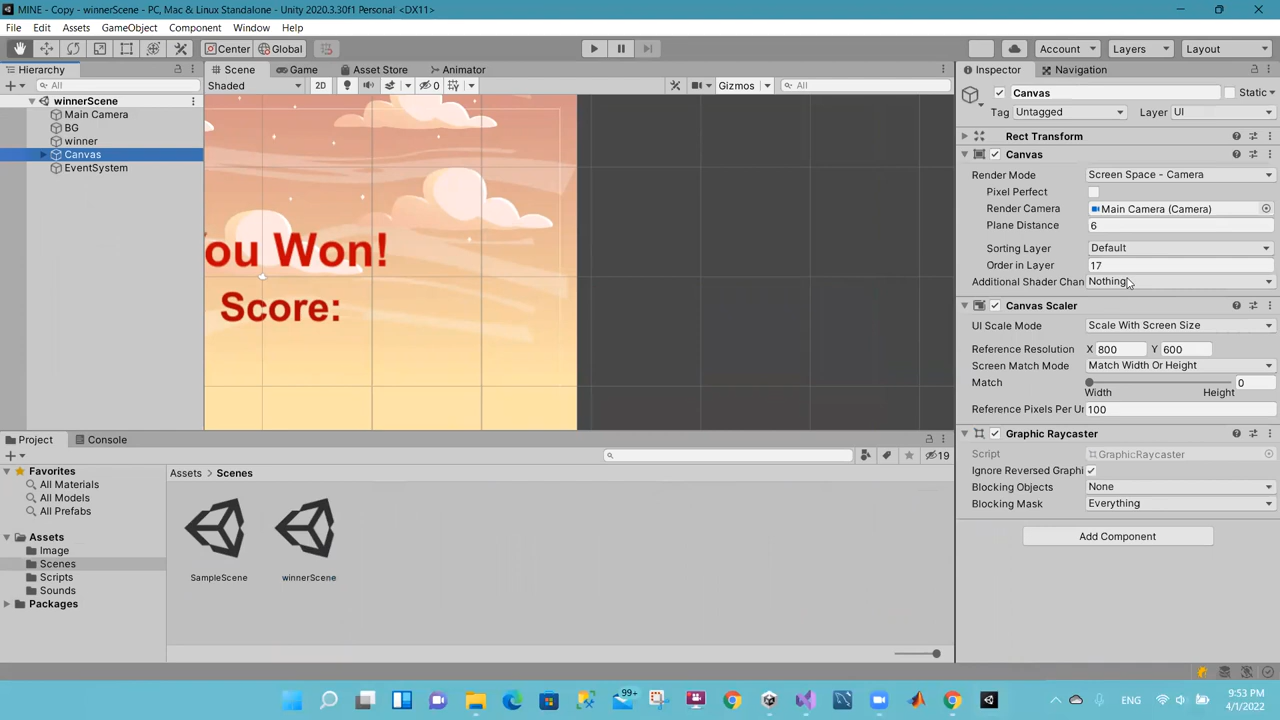 MINE - Copy - winnerScene - PC, Mac & Linux Standalone - Unity 2020.3.30f1 Personal <DX11>
File Edit Assets GameObject Component Window Help
Center Global Account Layers Layout
Hierarchy
All
winnerScene
Main Camera
BG
winner
Canvas
EventSystem
Scene Game Asset Store Animator
Shaded 2D 0 Gizmos All
You Won!
Score:
Inspector Navigation
Canvas Static
Tag Untagged Layer UI
Rect Transform
Canvas
Render Mode Screen Space - Camera
Pixel Perfect
Render Camera Main Camera (Camera)
Plane Distance 6
Sorting Layer Default
Order in Layer 17
Additional Shader Chan Nothing
Canvas Scaler
UI Scale Mode Scale With Screen Size
Reference Resolution X 800 Y 600
Screen Match Mode Match Width Or Height
Match 0
Width Height
Reference Pixels Per Ur 100
Graphic Raycaster
Script GraphicRaycaster
Ignore Reversed Graphi
Blocking Objects None
Blocking Mask Everything
Add Component
Project Console
19
Favorites
All Materials
All Models
All Prefabs
Assets
Image
Scenes
Scripts
Sounds
Packages
Assets > Scenes
SampleScene winnerScene
99+
ENG
9:53 PM
4/1/2022